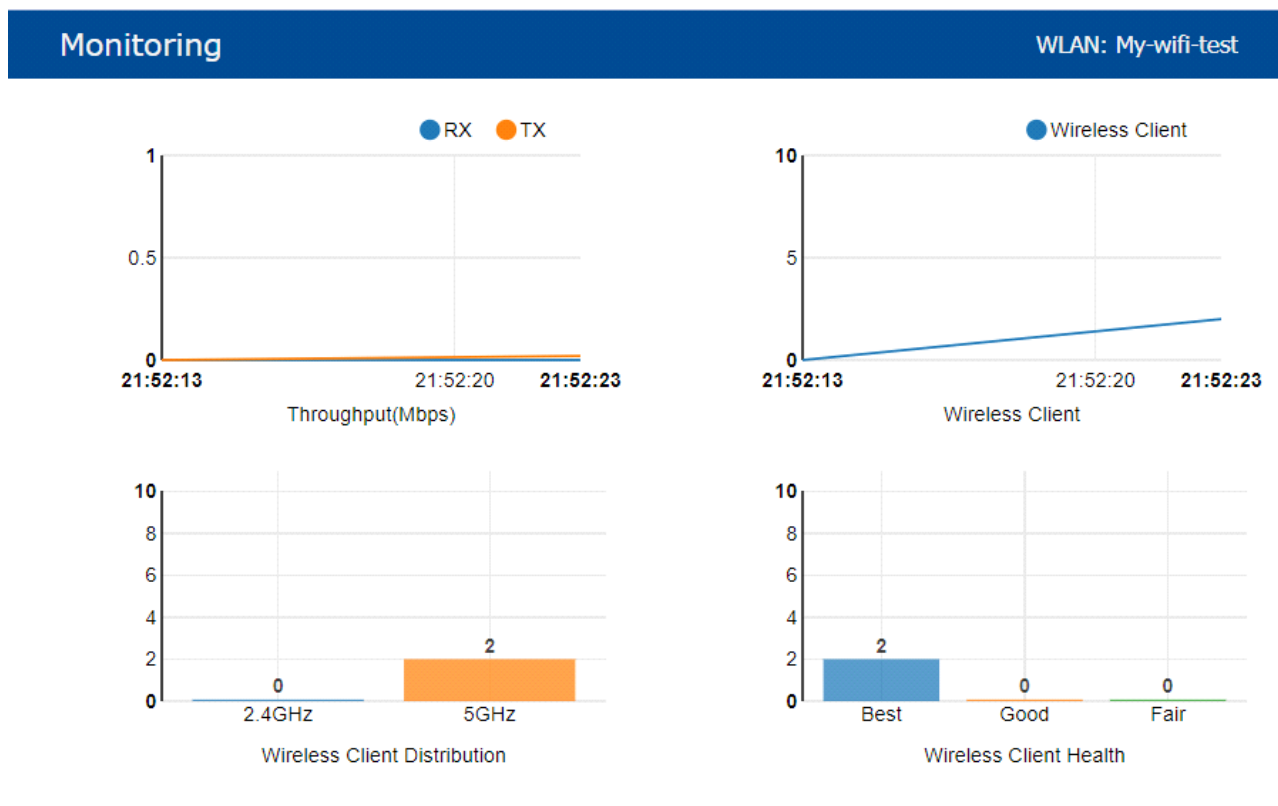 Monitoring
WLAN: My-wifi-test
RX TX
1
0.5
0
21:52:13 21:52:20 21:52:23
Throughput(Mbps)
Wireless Client
10
5
0
21:52:13 21:52:20 21:52:23
Wireless Client
10
8
6
4
2
0
0
2
2.4GHz 5GHz
Wireless Client Distribution
10
8
6
4
2
0
2
0
0
Best Good Fair
Wireless Client Health